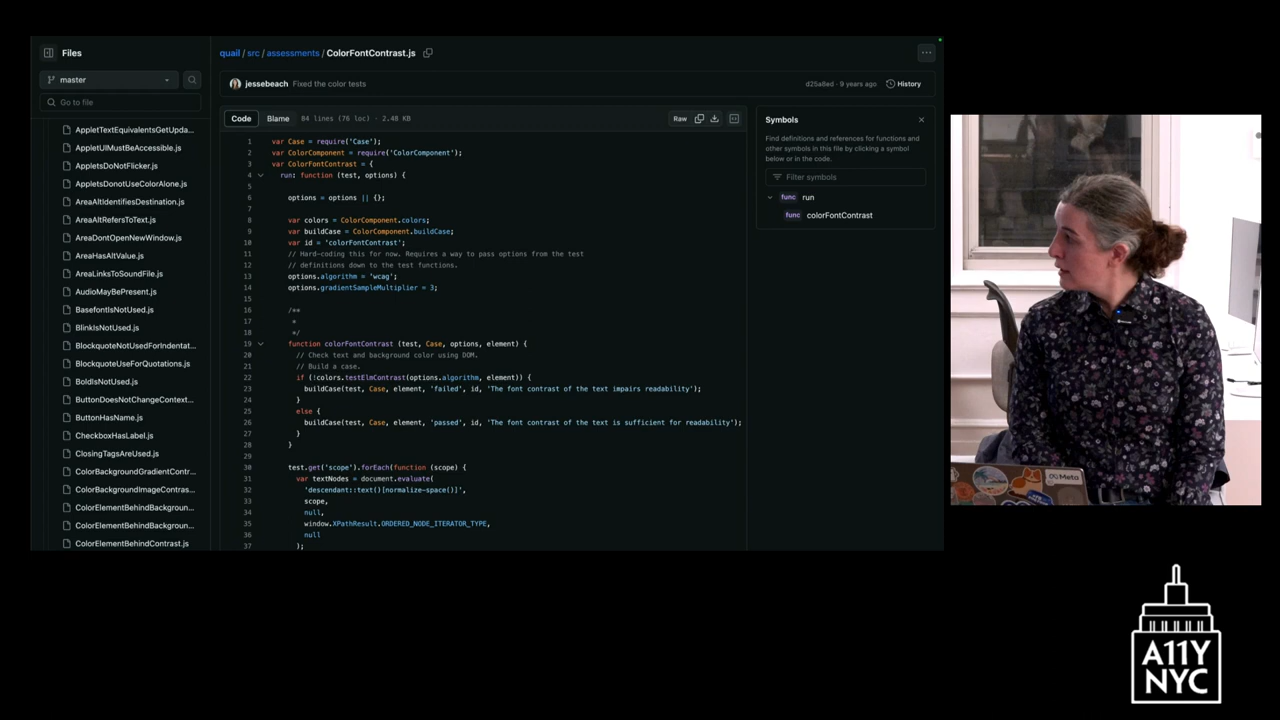 Files
master
Go to file
AppletTextEquivalentsGetUpda...
AppletUIMustBeAccessible.js
AppletsDoNotFlicker.js
AppletsDonotUseColorAlone.js
AreaAltIdentifiesDestination.js
AreaAltRefersToText.js
AreaDontOpenNewWindow.js
AreaHasAltValue.js
AreaLinksToSoundFile.js
AudioMayBePresent.js
BasefontIsNotUsed.js
BlinkIsNotUsed.js
BlockquoteNotUsedForIndentat...
BlockquoteUseForQuotations.js
BoldIsNotUsed.js
ButtonDoesNotChangeContext...
ButtonHasName.js
CheckboxHasLabel.js
ClosingTagsAreUsed.js
ColorBackgroundGradientContr...
ColorBackgroundImageContras...
ColorElementBehindBackgroun...
ColorElementBehindBackgroun...
ColorElementBehindContrast.js
quail / src / assessments / ColorFontContrast.js
jessebeach Fixed the color tests
d25a8ed · 9 years ago History
Code Blame 84 lines (76 loc) · 2.48 KB Raw
1 var Case = require('Case');
2 var ColorComponent = require('ColorComponent');
3 var ColorFontContrast = {
4 run: function (test, options) {
5
6 options = options || {};
7
8 var colors = ColorComponent.colors;
9 var buildCase = ColorComponent.buildCase;
10 var id = 'colorFontContrast';
11 // Hard-coding this for now. Requires a way to pass options from the test
12 // definitions down to the test functions.
13 options.algorithm = 'wcag';
14 options.gradientSampleMultiplier = 3;
15
16 /**
17 *
18 */
19 function colorFontContrast (test, Case, options, element) {
20 // Check text and background color using DOM.
21 // Build a case.
22 if (!colors.testElmContrast(options.algorithm, element)) {
23 buildCase(test, Case, element, 'failed', id, 'The font contrast of the text impairs readability');
24 }
25 else {
26 buildCase(test, Case, element, 'passed', id, 'The font contrast of the text is sufficient for readability');
27 }
28 }
29
30 test.get('scope').forEach(function (scope) {
31 var textNodes = document.evaluate(
32 'descendant::text()[normalize-space()]',
33 scope,
34 null,
35 window.XPathResult.ORDERED_NODE_ITERATOR_TYPE,
36 null
37 );
Symbols
Find definitions and references for functions and
other symbols in this file by clicking a symbol
below or in the code.
Filter symbols
func run
func colorFontContrast
Meta
A11Y
NYC